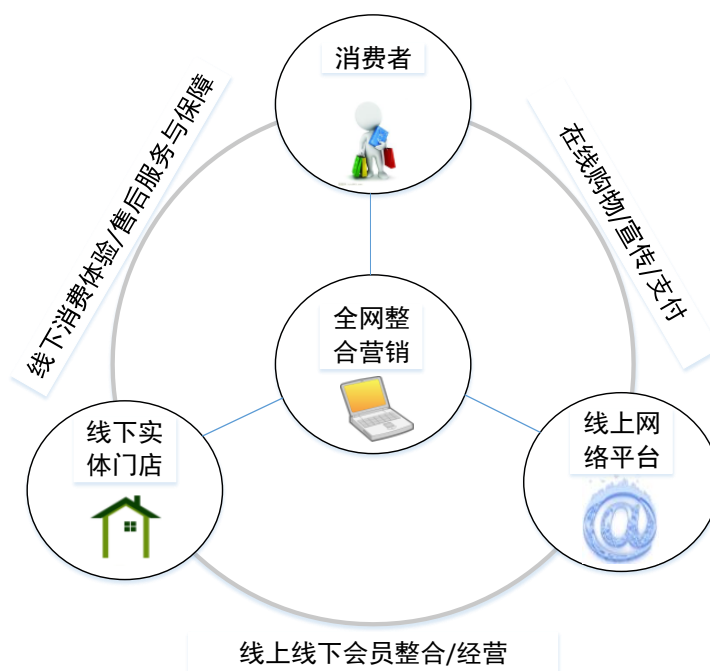 消费者
线下消费体验/售后服务与保障
在线购物/宣传/支付
全网整
合营销
线下实
体门店
线上网
络平台
线上线下会员整合/经营